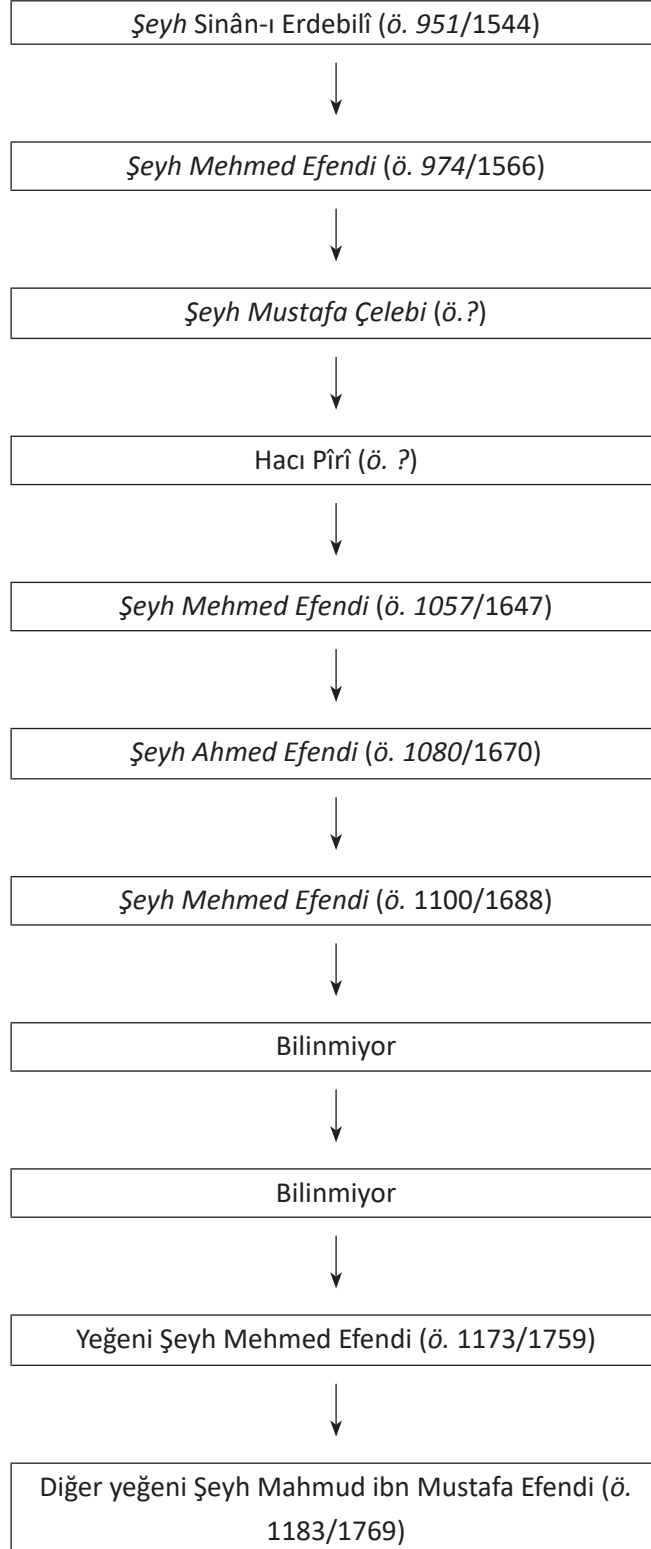 Şeyh Sinân-ı Erdebilî (ö. 951/1544)
Şeyh Mehmed Efendi (ö. 974/1566)
Şeyh Mustafa Çelebi (ö.?)
Hacı Pîrî (ö. ?)
Şeyh Mehmed Efendi (ö. 1057/1647)
Şeyh Ahmed Efendi (ö. 1080/1670)
Şeyh Mehmed Efendi (ö. 1100/1688)
Bilinmiyor
Bilinmiyor
Yeğeni Şeyh Mehmed Efendi (ö. 1173/1759)
Diğer yeğeni Şeyh Mahmud ibn Mustafa Efendi (ö.
1183/1769)